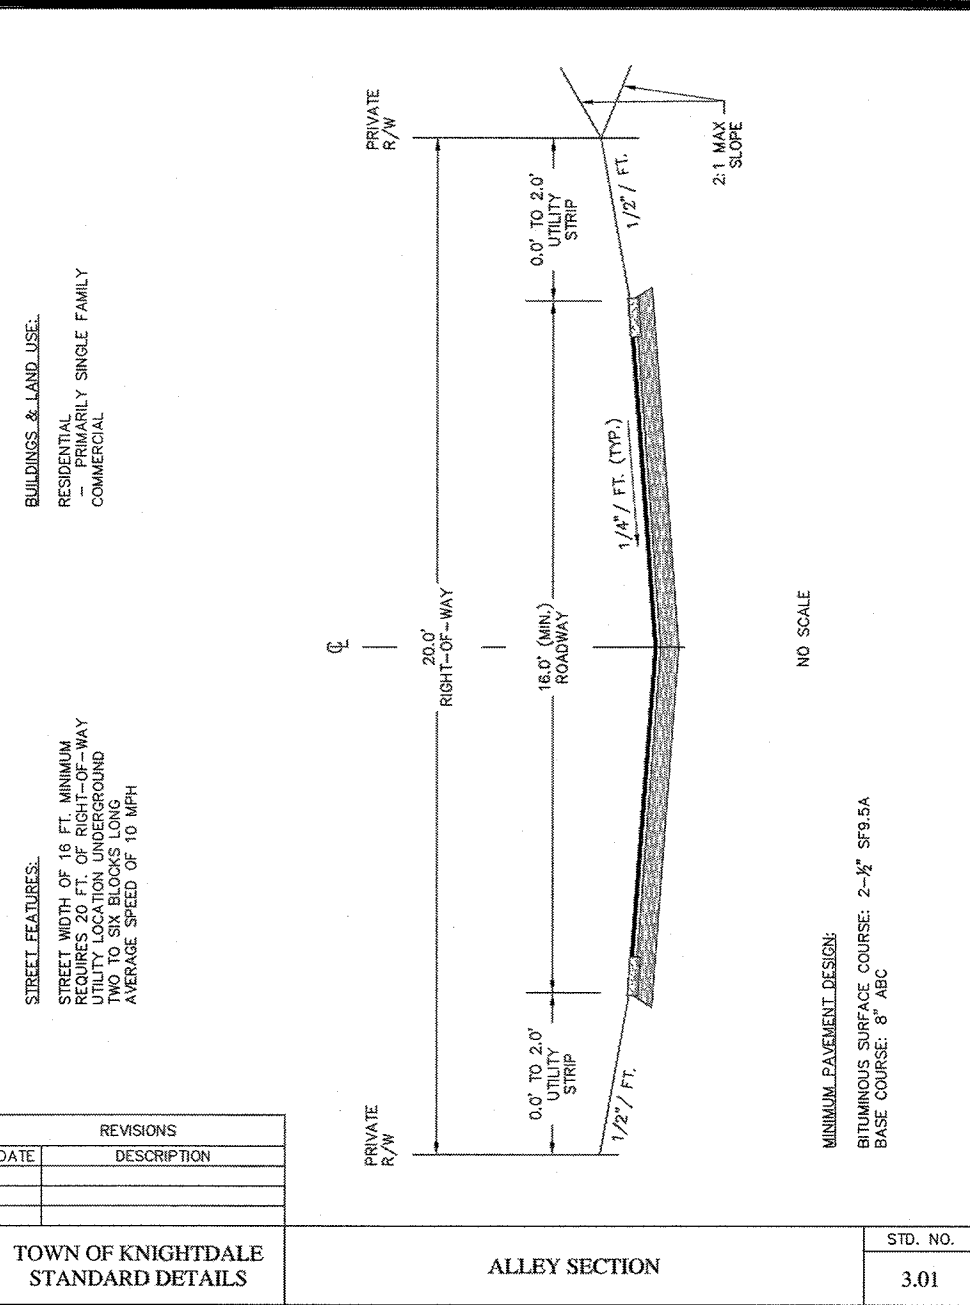 STREET FEATURES:
STREET WIDTH OF 16 FT. MINIMUM
REQUIRES 20 FT. OF RIGHT-OF-WAY
UTILITY LOCATION UNDERGROUND
TWO TO SIX BLOCKS LONG
AVERAGE SPEED OF 10 MPH
BUILDINGS & LAND USE:
RESIDENTIAL
- PRIMARILY SINGLE FAMILY
COMMERCIAL
PRIVATE
R/W
℄
PRIVATE
R/W
20.0'
RIGHT-OF-WAY
0.0' TO 2.0'
UTILITY
STRIP
16.0' (MIN.)
ROADWAY
0.0' TO 2.0'
UTILITY
STRIP
1/2"/ FT.
1/4"/ FT. (TYP.)
1/2"/ FT.
2:1 MAX
SLOPE
NO SCALE
MINIMUM PAVEMENT DESIGN:
BITUMINOUS SURFACE COURSE: 2-½" SF9.5A
BASE COURSE: 8" ABC
REVISIONS
DATE DESCRIPTION
TOWN OF KNIGHTDALE
STANDARD DETAILS
ALLEY SECTION
STD. NO.
3.01